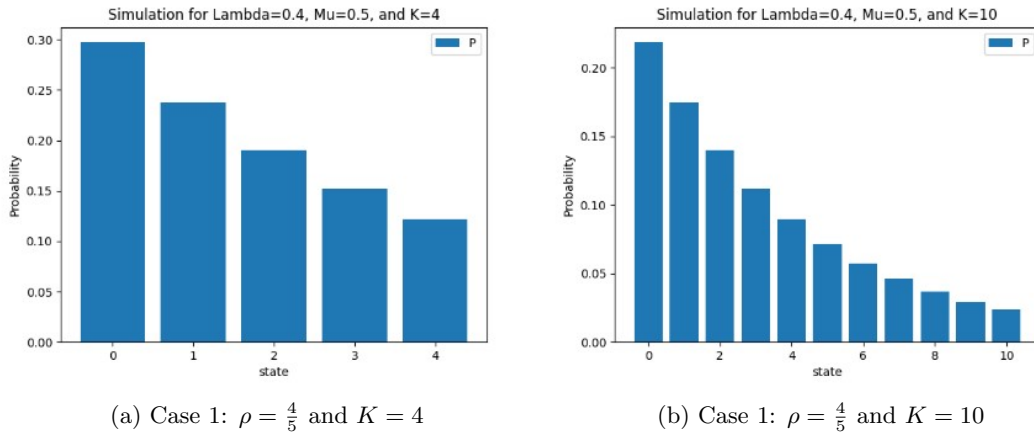 Simulation for Lambda=0.4, Mu=0.5, and K=4
P
0.30
0.25
0.20
0.15
0.10
0.05
0.00
Probability
0 1 2 3 4
state
(a) Case 1: ρ = 4/5 and K = 4
Simulation for Lambda=0.4, Mu=0.5, and K=10
P
0.20
0.15
0.10
0.05
0.00
Probability
0 2 4 6 8 10
state
(b) Case 1: ρ = 4/5 and K = 10